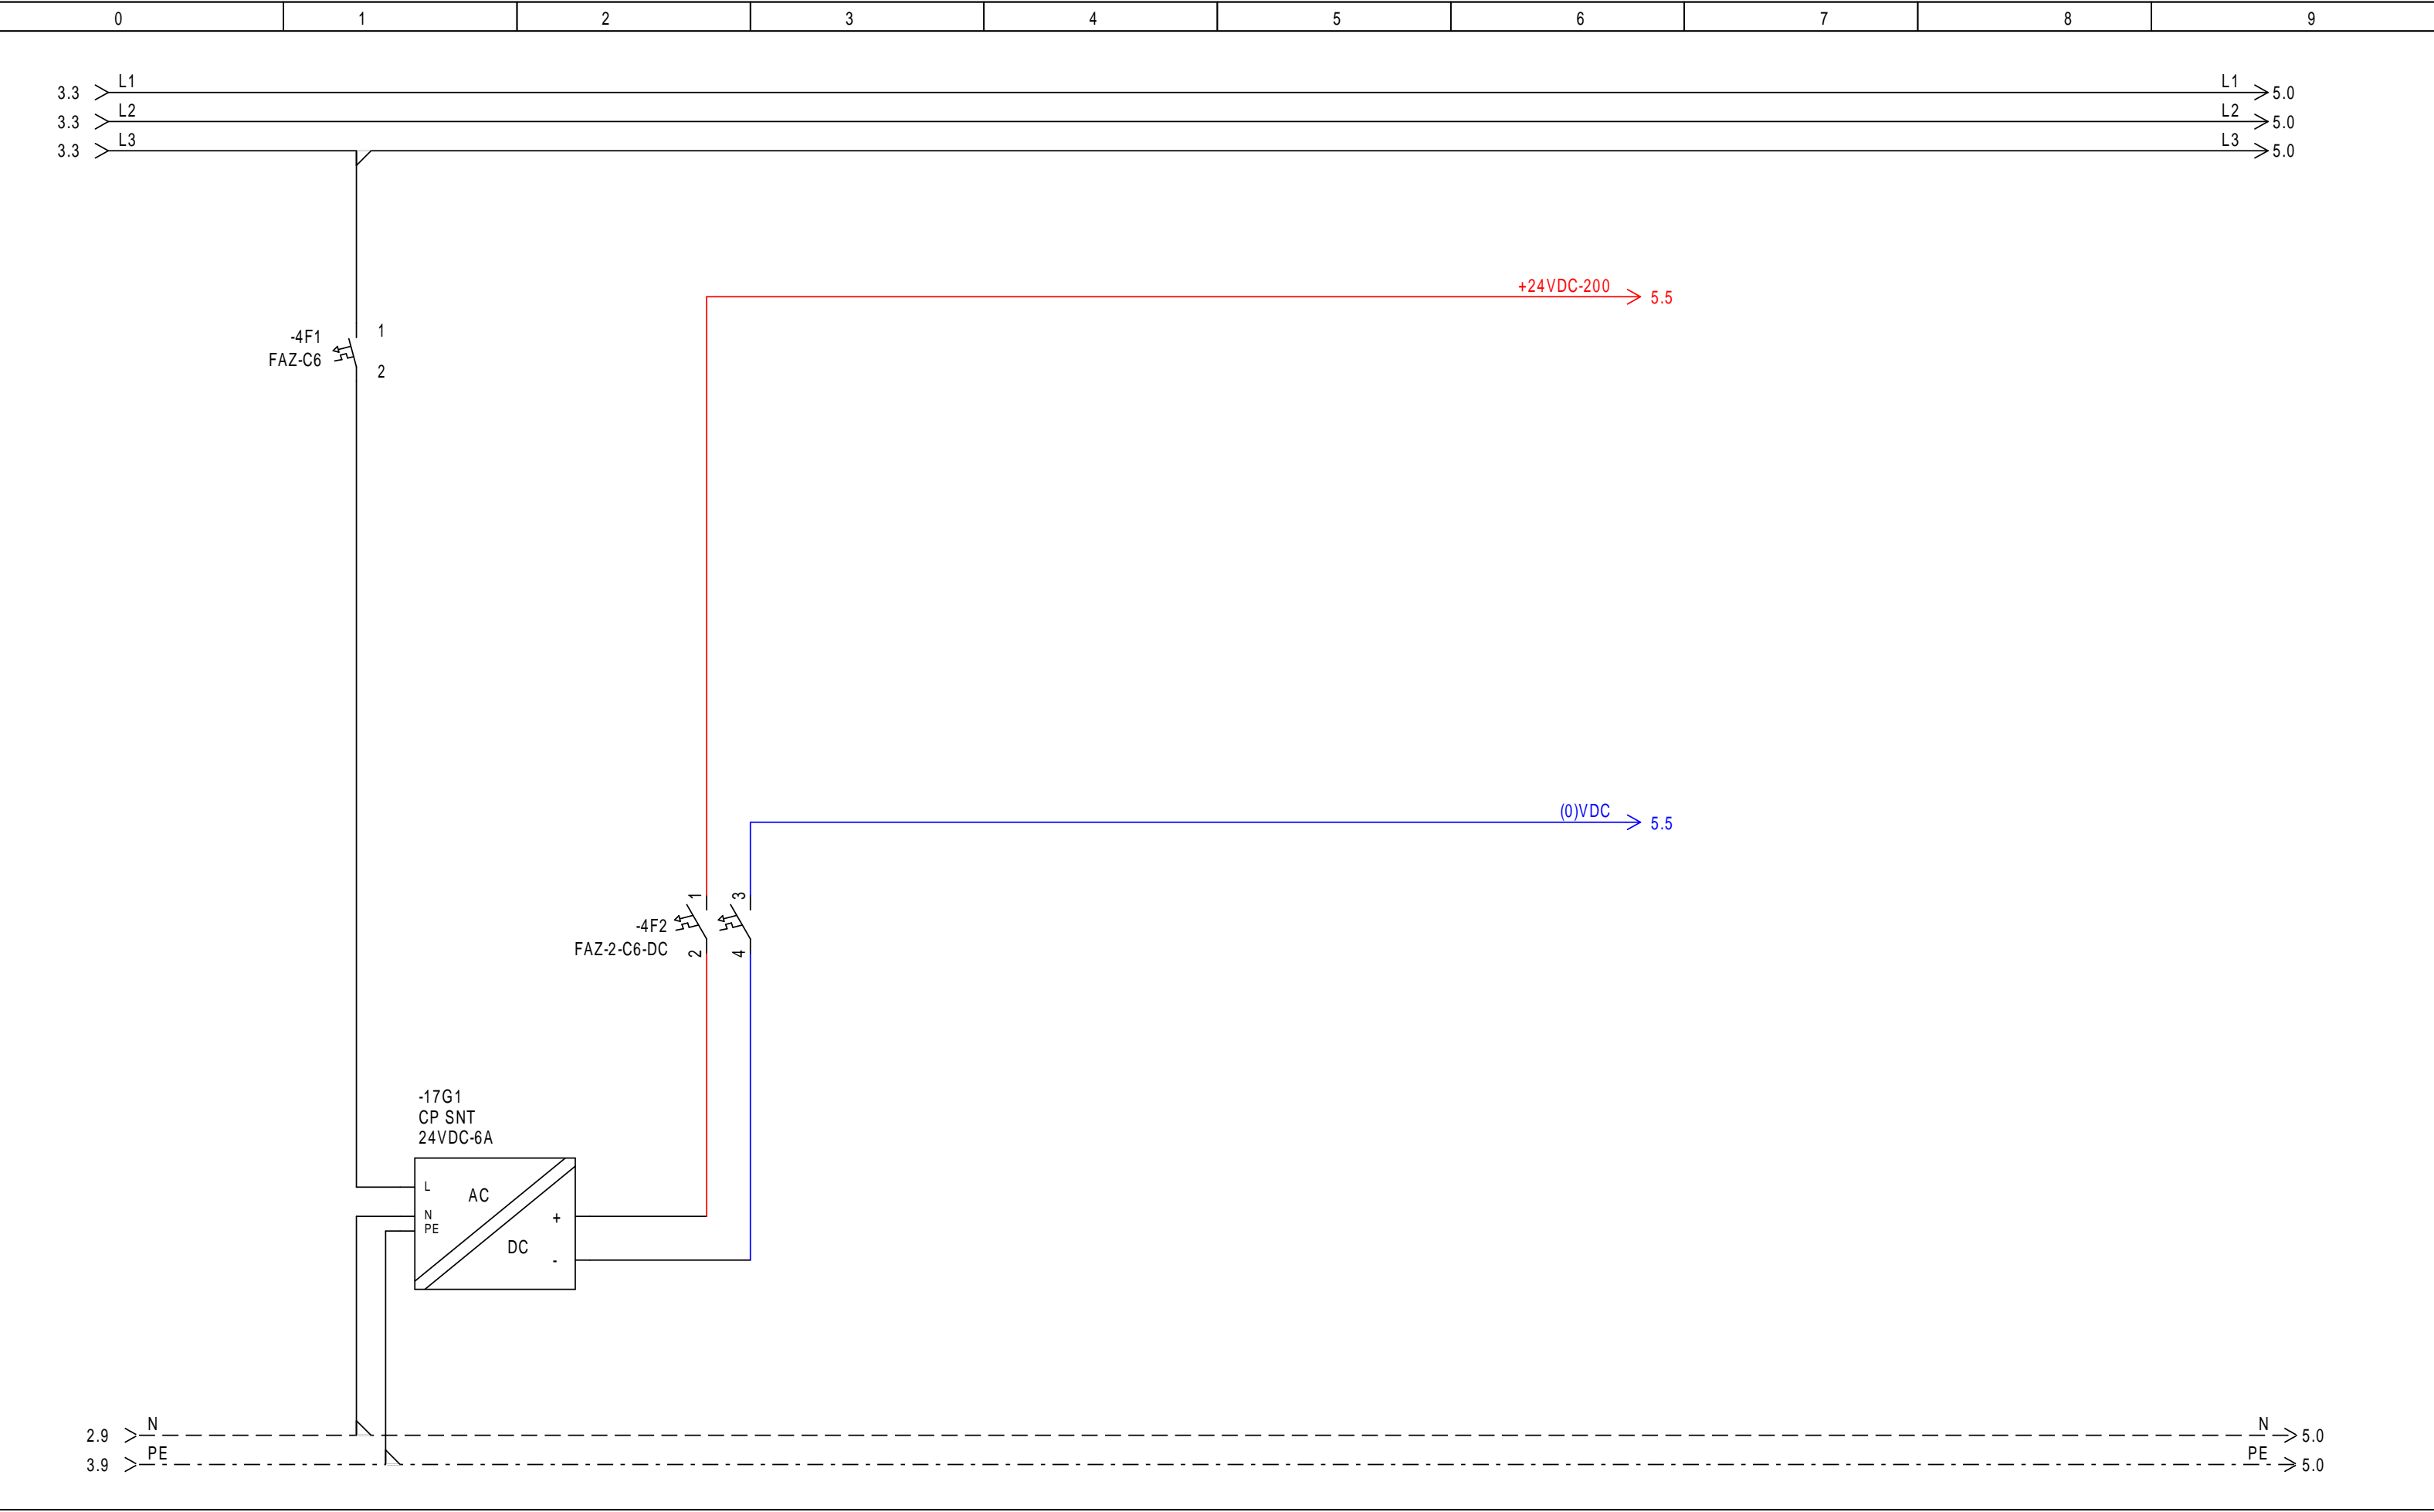 0 1 2 3 4 5 6 7 8 9
3.3 L1 L1 5.0
3.3 L2 L2 5.0
3.3 L3 L3 5.0
+24VDC-200 5.5
-4F1 1
FAZ-C6
2
(0)VDC 5.5
1 3
-4F2
FAZ-2-C6-DC 2 4
-17G1
CP SNT
24VDC-6A
L
AC
N +
PE
DC
-
2.9 N N 5.0
3.9 PE PE 5.0